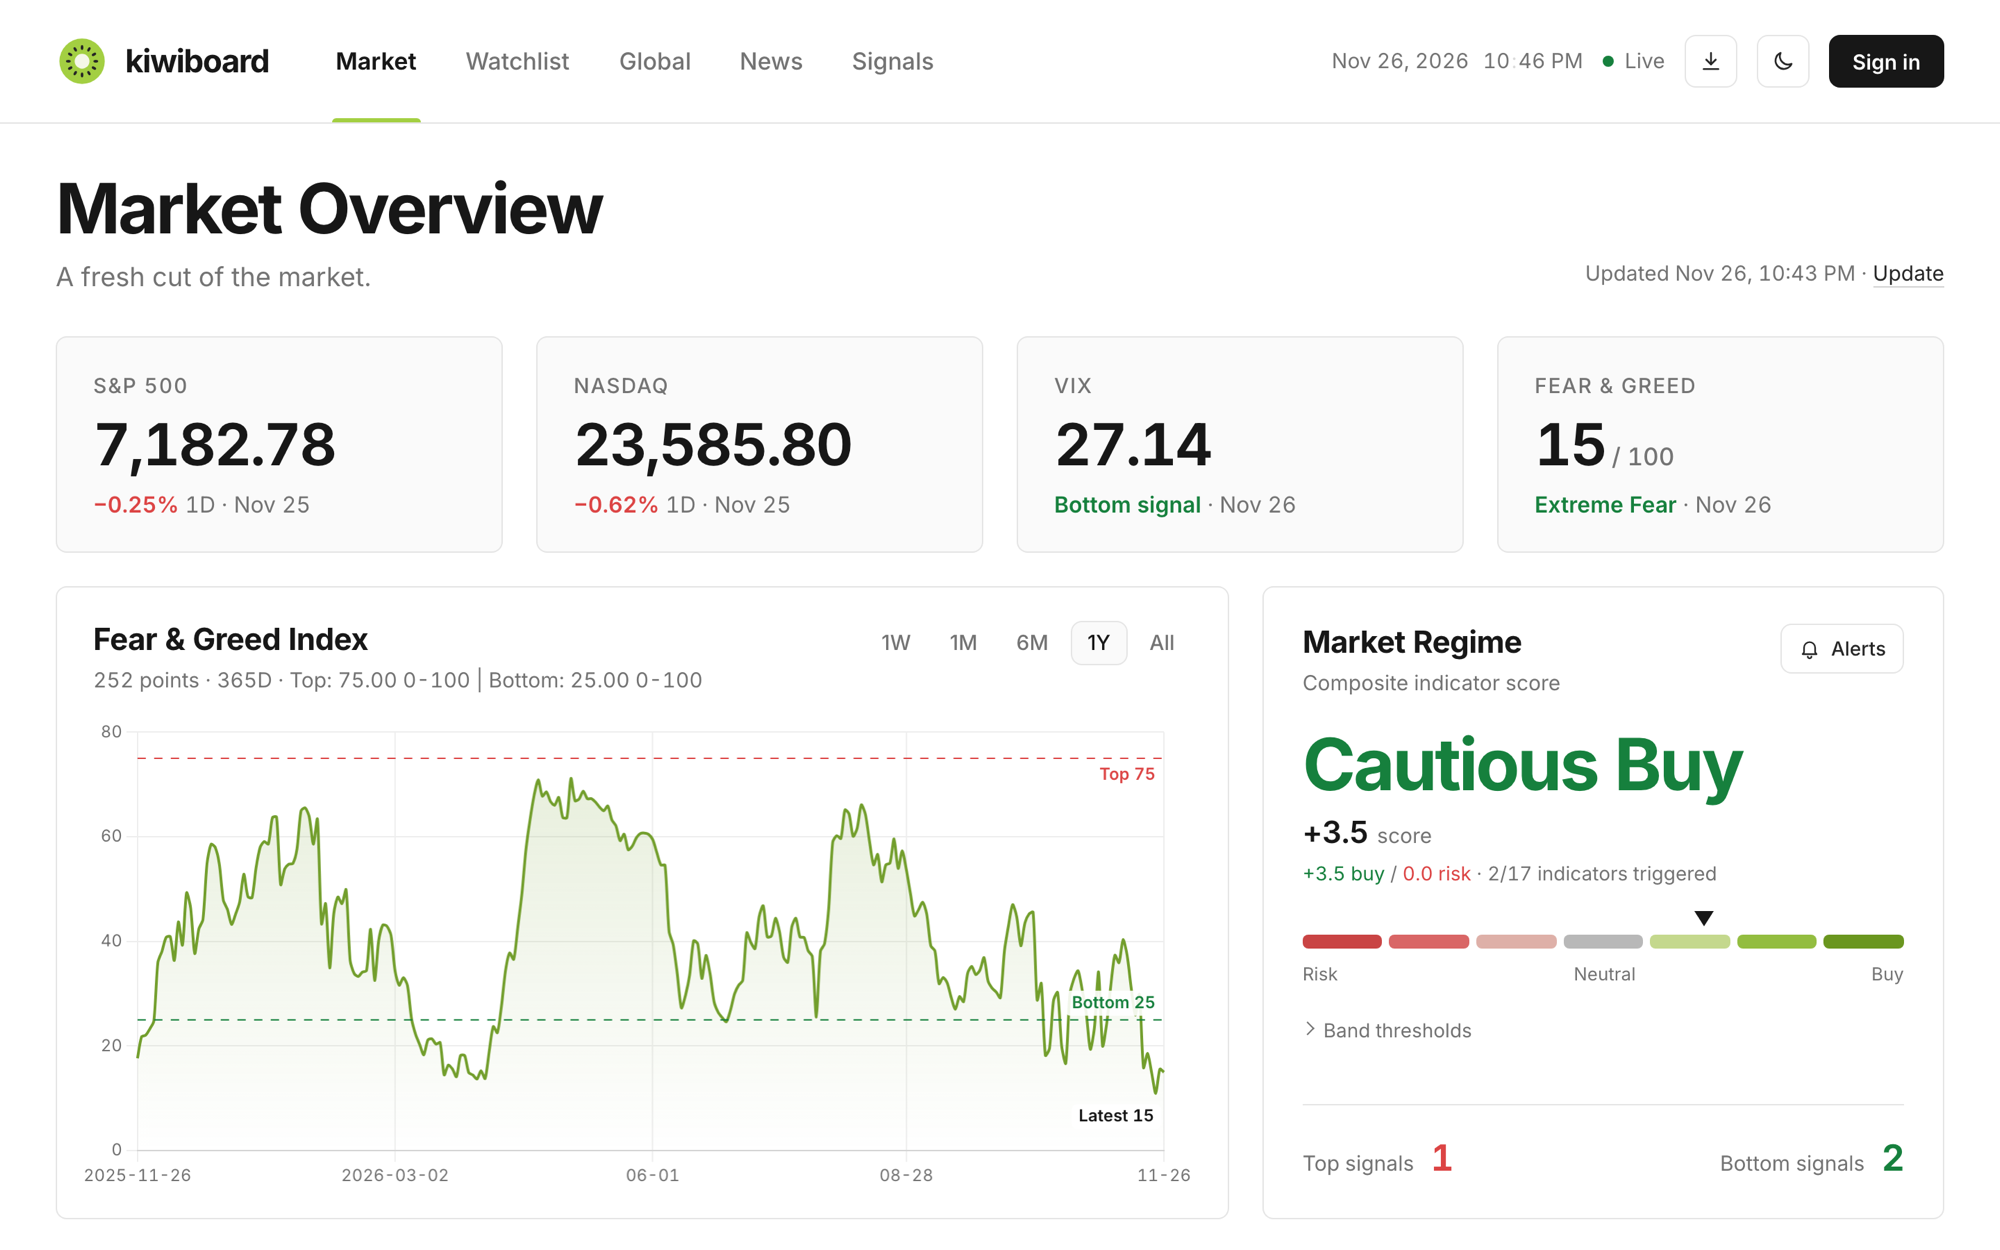 kiwiboard Market Watchlist Global News Signals Nov 26, 2026 10:46 PM Live Sign in
Market Overview
A fresh cut of the market.
Updated Nov 26, 10:43 PM · Update
S&P 500
7,182.78
−0.25% 1D · Nov 25
NASDAQ
23,585.80
−0.62% 1D · Nov 25
VIX
27.14
Bottom signal · Nov 26
FEAR & GREED
15 / 100
Extreme Fear · Nov 26
Fear & Greed Index
252 points · 365D · Top: 75.00 0-100 | Bottom: 25.00 0-100
1W 1M 6M 1Y All
80
Top 75
60
40
Bottom 25
20
Latest 15
0
2025-11-26 2026-03-02 06-01 08-28 11-26
Market Regime
Alerts
Composite indicator score
Cautious Buy
+3.5 score
+3.5 buy / 0.0 risk · 2/17 indicators triggered
Risk Neutral Buy
Band thresholds
Top signals 1 Bottom signals 2